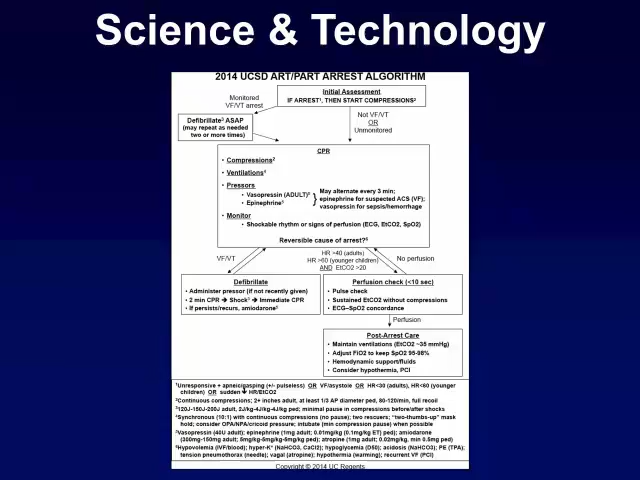 Science & Technology
2014 UCSD ART/PART ARREST ALGORITHM
Initial Assessment
IF ARREST¹, THEN START COMPRESSIONS²
Monitored
VF/VT arrest
Not VF/VT
OR
Unmonitored
Defibrillate³ ASAP
(may repeat as needed
two or more times)
CPR
• Compressions²
• Ventilations⁴
• Pressors
• Vasopressin (ADULT)⁵
• Epinephrine⁵
} May alternate every 3 min;
epinephrine for suspected ACS (VF);
vasopressin for sepsis/hemorrhage
• Monitor
• Shockable rhythm or signs of perfusion (ECG, EtCO2, SpO2)
Reversible cause of arrest?⁶
VF/VT
HR >40 (adults)
HR >60 (younger children)
AND EtCO2 >20
No perfusion
Defibrillate
• Administer pressor (if not recently given)
• 2 min CPR → Shock³ → Immediate CPR
• If persists/recurs, amiodarone⁵
Perfusion check (<10 sec)
• Pulse check
• Sustained EtCO2 without compressions
• ECG–SpO2 concordance
Perfusion
Post-Arrest Care
• Maintain ventilations (EtCO2 ~35 mmHg)
• Adjust FiO2 to keep SpO2 95-98%
• Hemodynamic support/fluids
• Consider hypothermia, PCI
¹Unresponsive + apneic/gasping (+/- pulseless) OR VF/asystole OR HR<30 (adults), HR<60 (younger
children) OR sudden ↓ HR/EtCO2
²Continuous compressions; 2+ inches adult, at least 1/3 AP diameter ped, 80-120/min, full recoil
³120J-150J-200J adult, 2J/kg-4J/kg-4J/kg ped; minimal pause in compressions before/after shocks
⁴Synchronous (10:1) with continuous compressions (no pause); two rescuers; "two-thumbs-up" mask
hold; consider OPA/NPA/cricoid pressure; intubate (min compression pause) when possible
⁵Vasopressin (40U adult); epinephrine (1mg adult; 0.01mg/kg (0.1mg/kg ET) ped); amiodarone
(300mg-150mg adult; 5mg/kg-5mg/kg-5mg/kg ped); atropine (1mg adult; 0.02mg/kg, min 0.5mg ped)
⁶Hypovolemia (IVF/blood); hyper-K⁺ (NaHCO3, CaCl2); hypoglycemia (D50); acidosis (NaHCO3); PE (TPA);
tension pneumothorax (needle); vagal (atropine); hypothermia (warming); recurrent VF (PCI)
Copyright © 2014 UC Regents